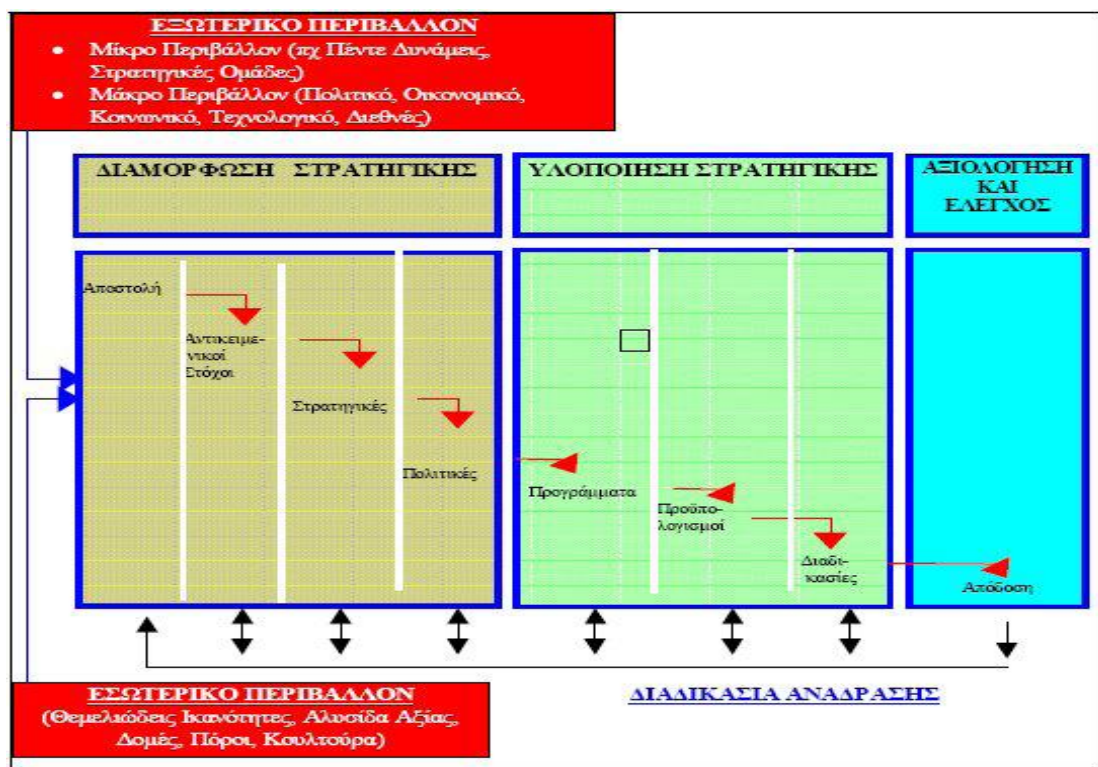 ΕΞΩΤΕΡΙΚΟ ΠΕΡΙΒΑΛΛΟΝ
• Μίκρο Περιβάλλον (πχ Πέντε Δυνάμεις,
Στρατηγικές Ομάδες)
• Μάκρο Περιβάλλον (Πολιτικό, Οικονομικό,
Κοινωνικό, Τεχνολογικό, Διεθνές)
ΔΙΑΜΟΡΦΩΣΗ ΣΤΡΑΤΗΓΙΚΗΣ
ΥΛΟΠΟΙΗΣΗ ΣΤΡΑΤΗΓΙΚΗΣ
ΑΞΙΟΛΟΓΗΣΗ
ΚΑΙ
ΕΛΕΓΧΟΣ
Αποστολή
Αντικειμε-
νικοί
Στόχοι
Στρατηγικές
Πολιτικές
Προγράμματα
Προϋπο-
λογισμοί
Διαδι-
κασίες
Απόδοση
ΕΣΩΤΕΡΙΚΟ ΠΕΡΙΒΑΛΛΟΝ
(Θεμελιώδεις Ικανότητες, Αλυσίδα Αξίας,
Δομές, Πόροι, Κουλτούρα)
ΔΙΑΔΙΚΑΣΙΑ ΑΝΑΔΡΑΣΗΣ